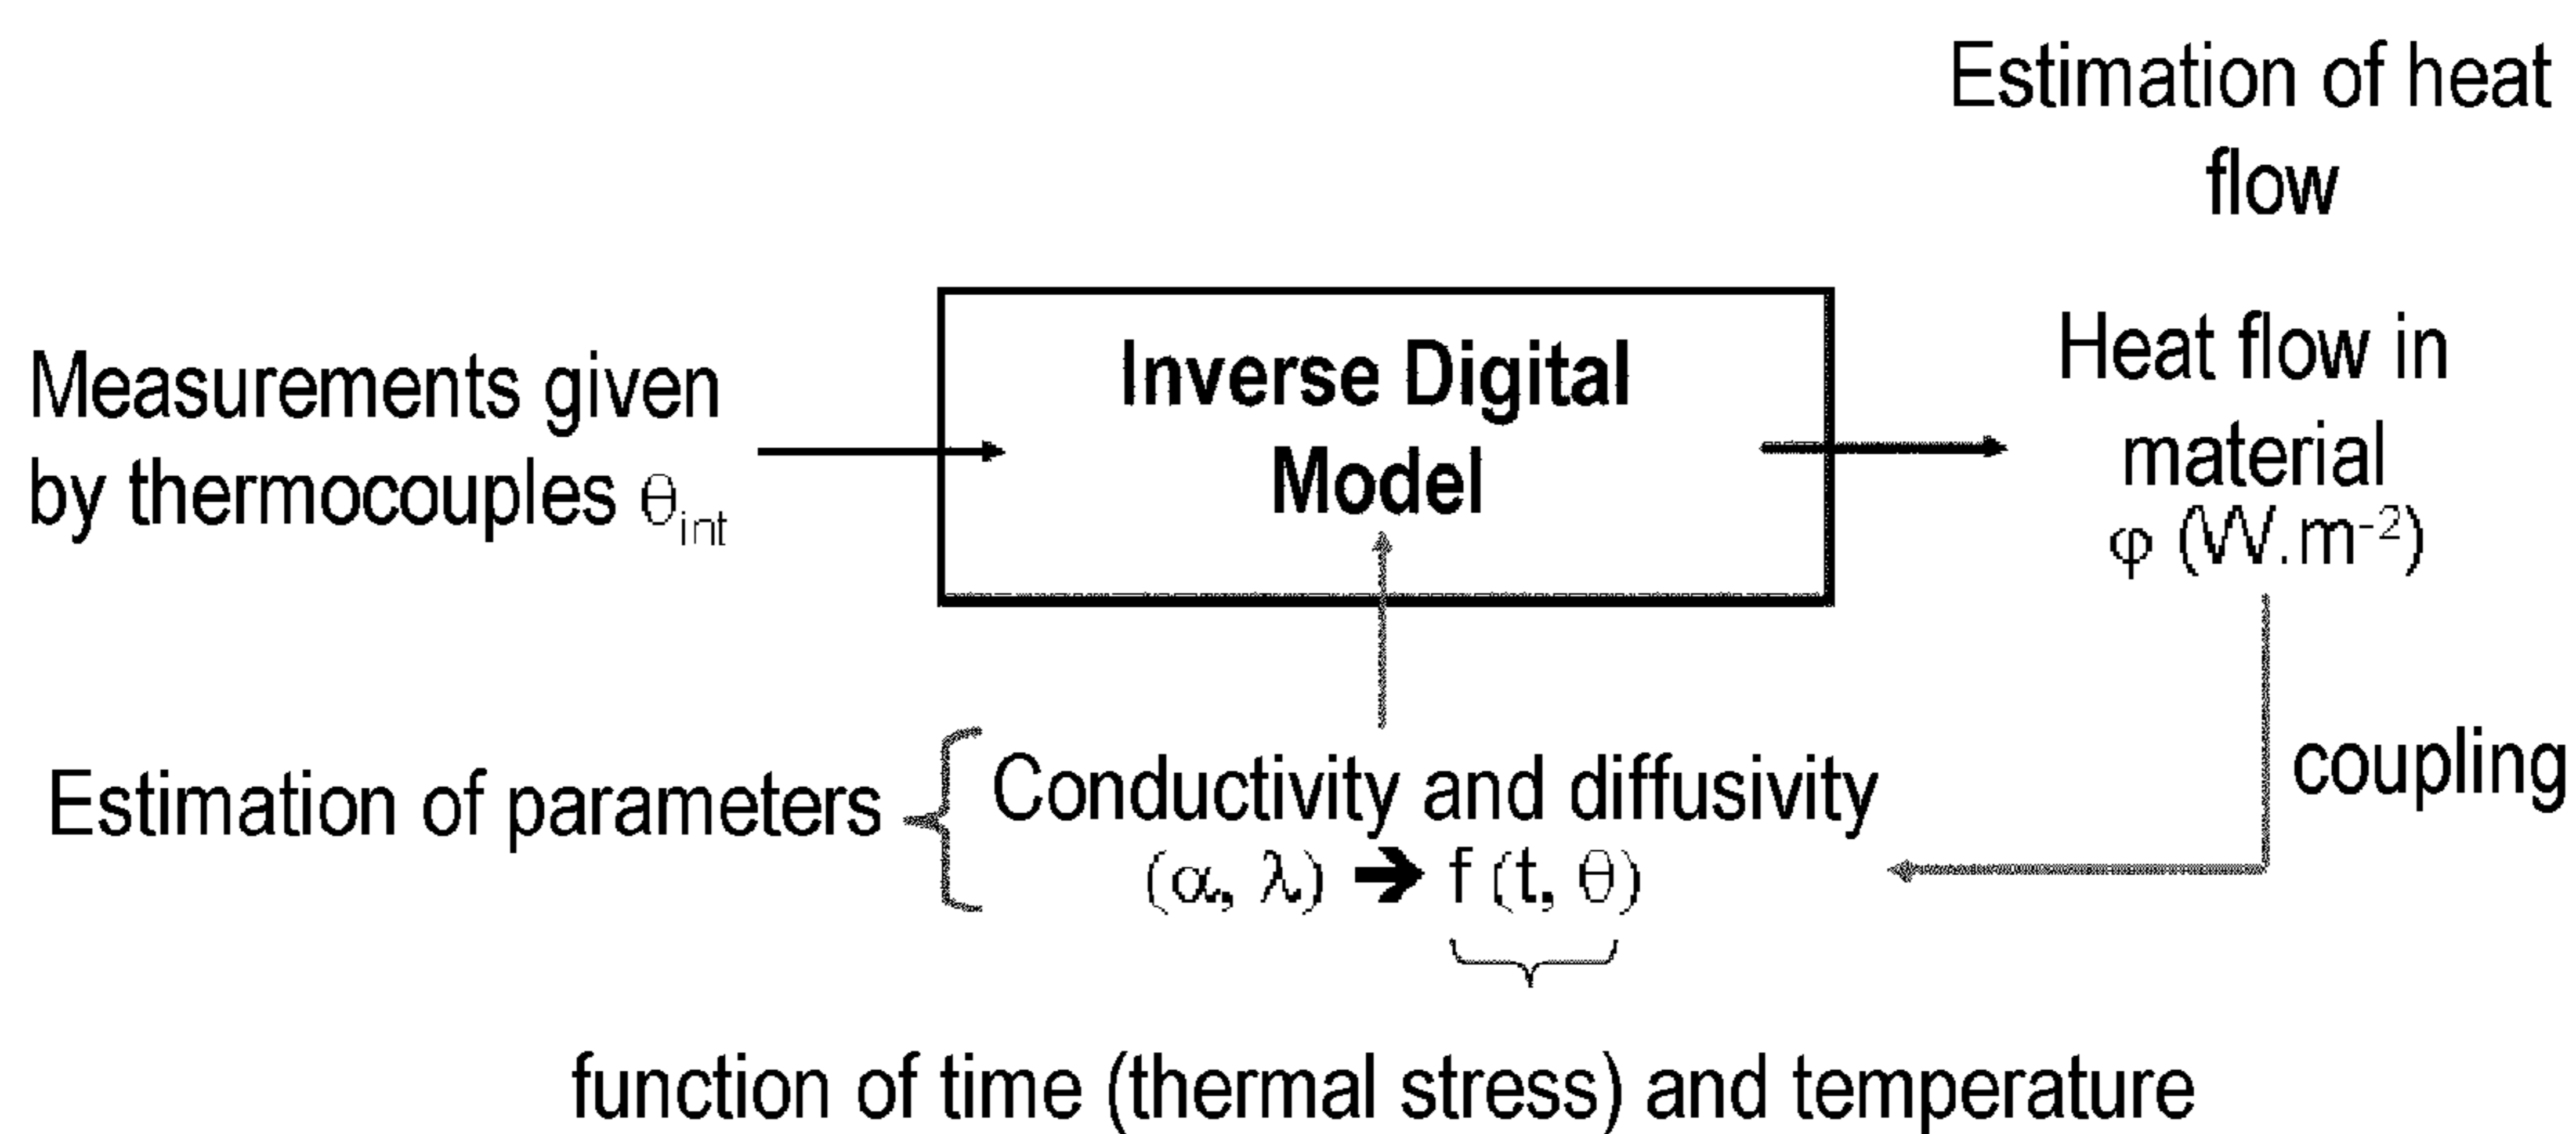 Estimation of heat
flow
Inverse Digital
Model
Measurements given
by thermocouples θint
Heat flow in
material
φ (W.m-2)
Estimation of parameters
Conductivity and diffusivity
(α, λ) ➔ f (t, θ)
coupling
function of time (thermal stress) and temperature